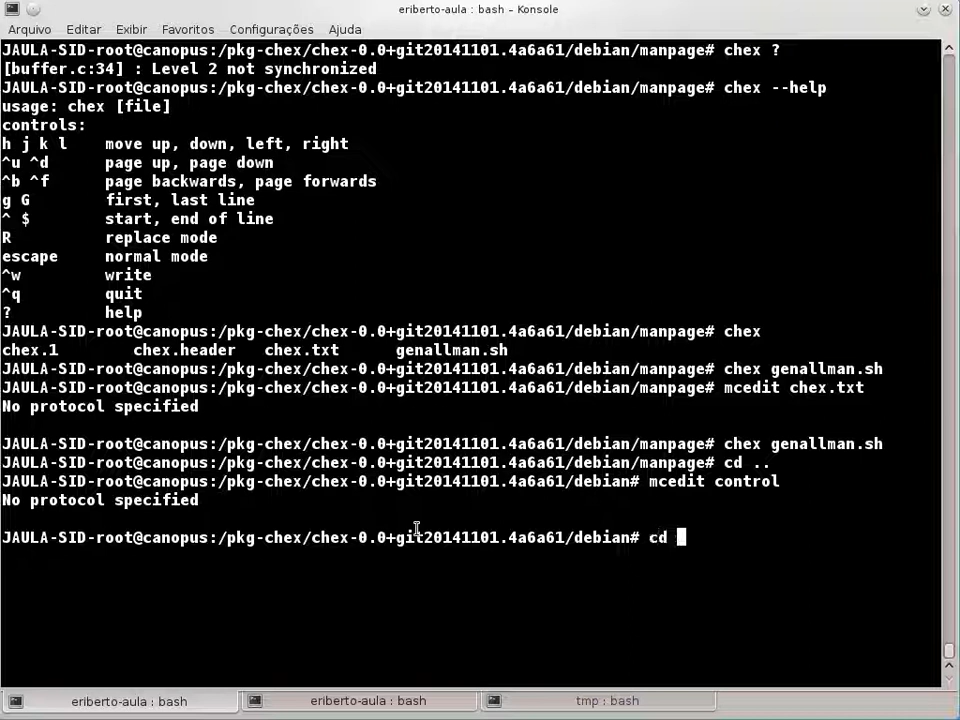 eriberto-aula : bash – Konsole
Arquivo Editar Exibir Favoritos Configurações Ajuda
JAULA-SID-root@canopus:/pkg-chex/chex-0.0+git20141101.4a6a61/debian/manpage# chex ?
[buffer.c:34] : Level 2 not synchronized
JAULA-SID-root@canopus:/pkg-chex/chex-0.0+git20141101.4a6a61/debian/manpage# chex --help
usage: chex [file]
controls:
h j k l    move up, down, left, right
^u ^d      page up, page down
^b ^f      page backwards, page forwards
g G        first, last line
^ $        start, end of line
R          replace mode
escape     normal mode
^w         write
^q         quit
?          help
JAULA-SID-root@canopus:/pkg-chex/chex-0.0+git20141101.4a6a61/debian/manpage# chex
chex.1        chex.header   chex.txt      genallman.sh
JAULA-SID-root@canopus:/pkg-chex/chex-0.0+git20141101.4a6a61/debian/manpage# chex genallman.sh
JAULA-SID-root@canopus:/pkg-chex/chex-0.0+git20141101.4a6a61/debian/manpage# mcedit chex.txt
No protocol specified
JAULA-SID-root@canopus:/pkg-chex/chex-0.0+git20141101.4a6a61/debian/manpage# chex genallman.sh
JAULA-SID-root@canopus:/pkg-chex/chex-0.0+git20141101.4a6a61/debian/manpage# cd ..
JAULA-SID-root@canopus:/pkg-chex/chex-0.0+git20141101.4a6a61/debian# mcedit control
No protocol specified
JAULA-SID-root@canopus:/pkg-chex/chex-0.0+git20141101.4a6a61/debian# cd
eriberto-aula : bash eriberto-aula : bash tmp : bash